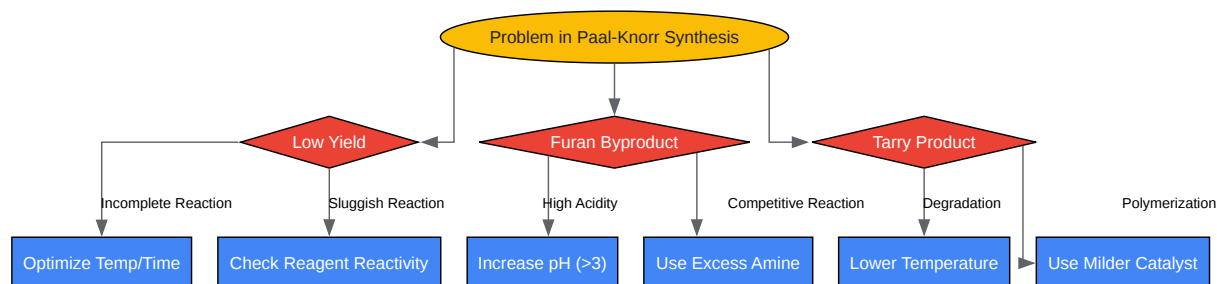 Problem in Paal-Knorr Synthesis
Low Yield
Furan Byproduct
Tarry Product
Incomplete Reaction
Sluggish Reaction
High Acidity
Competitive Reaction
Degradation
Polymerization
Optimize Temp/Time
Check Reagent Reactivity
Increase pH (>3)
Use Excess Amine
Lower Temperature
Use Milder Catalyst